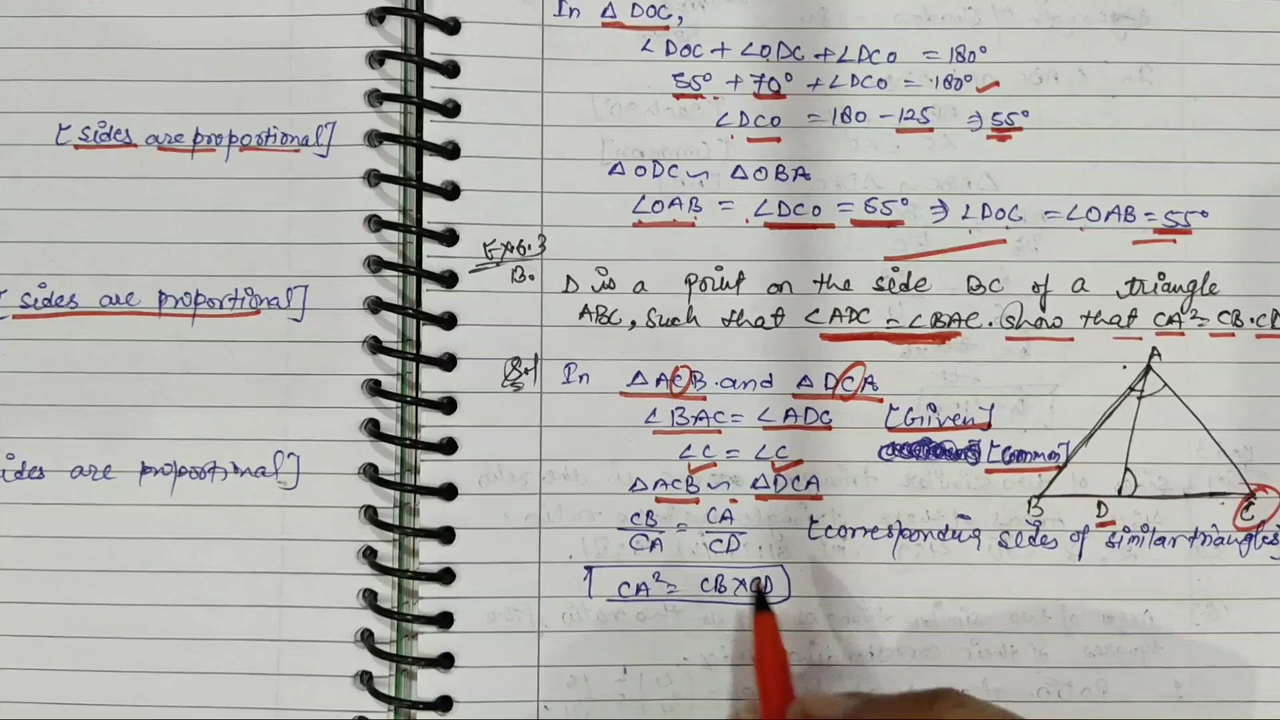 [sides are proportional]
[sides are proportional]
sides are proportional]
In △ DOC,
∠DOC + ∠ODC + ∠DCO = 180°
55° + 70° + ∠DCO = 180°
∠DCO = 180 - 125 ⇒ 55°
△ODC ~ △OBA
∠OAB = ∠DCO = 55° ⇒ ∠DOC = ∠OAB = 55°
Ex 6.3
13. D is a point on the side BC of a triangle
ABC, such that ∠ADC = ∠BAC. Show that CA² = CB.CD
Sol In △ACB and △DCA
∠BAC = ∠ADC [Given]
∠C = ∠C [Common]
△ACB ~ △DCA
CB/CA = CA/CD [corresponding sides of similar triangles
CA² = CB×CD
A
B D C